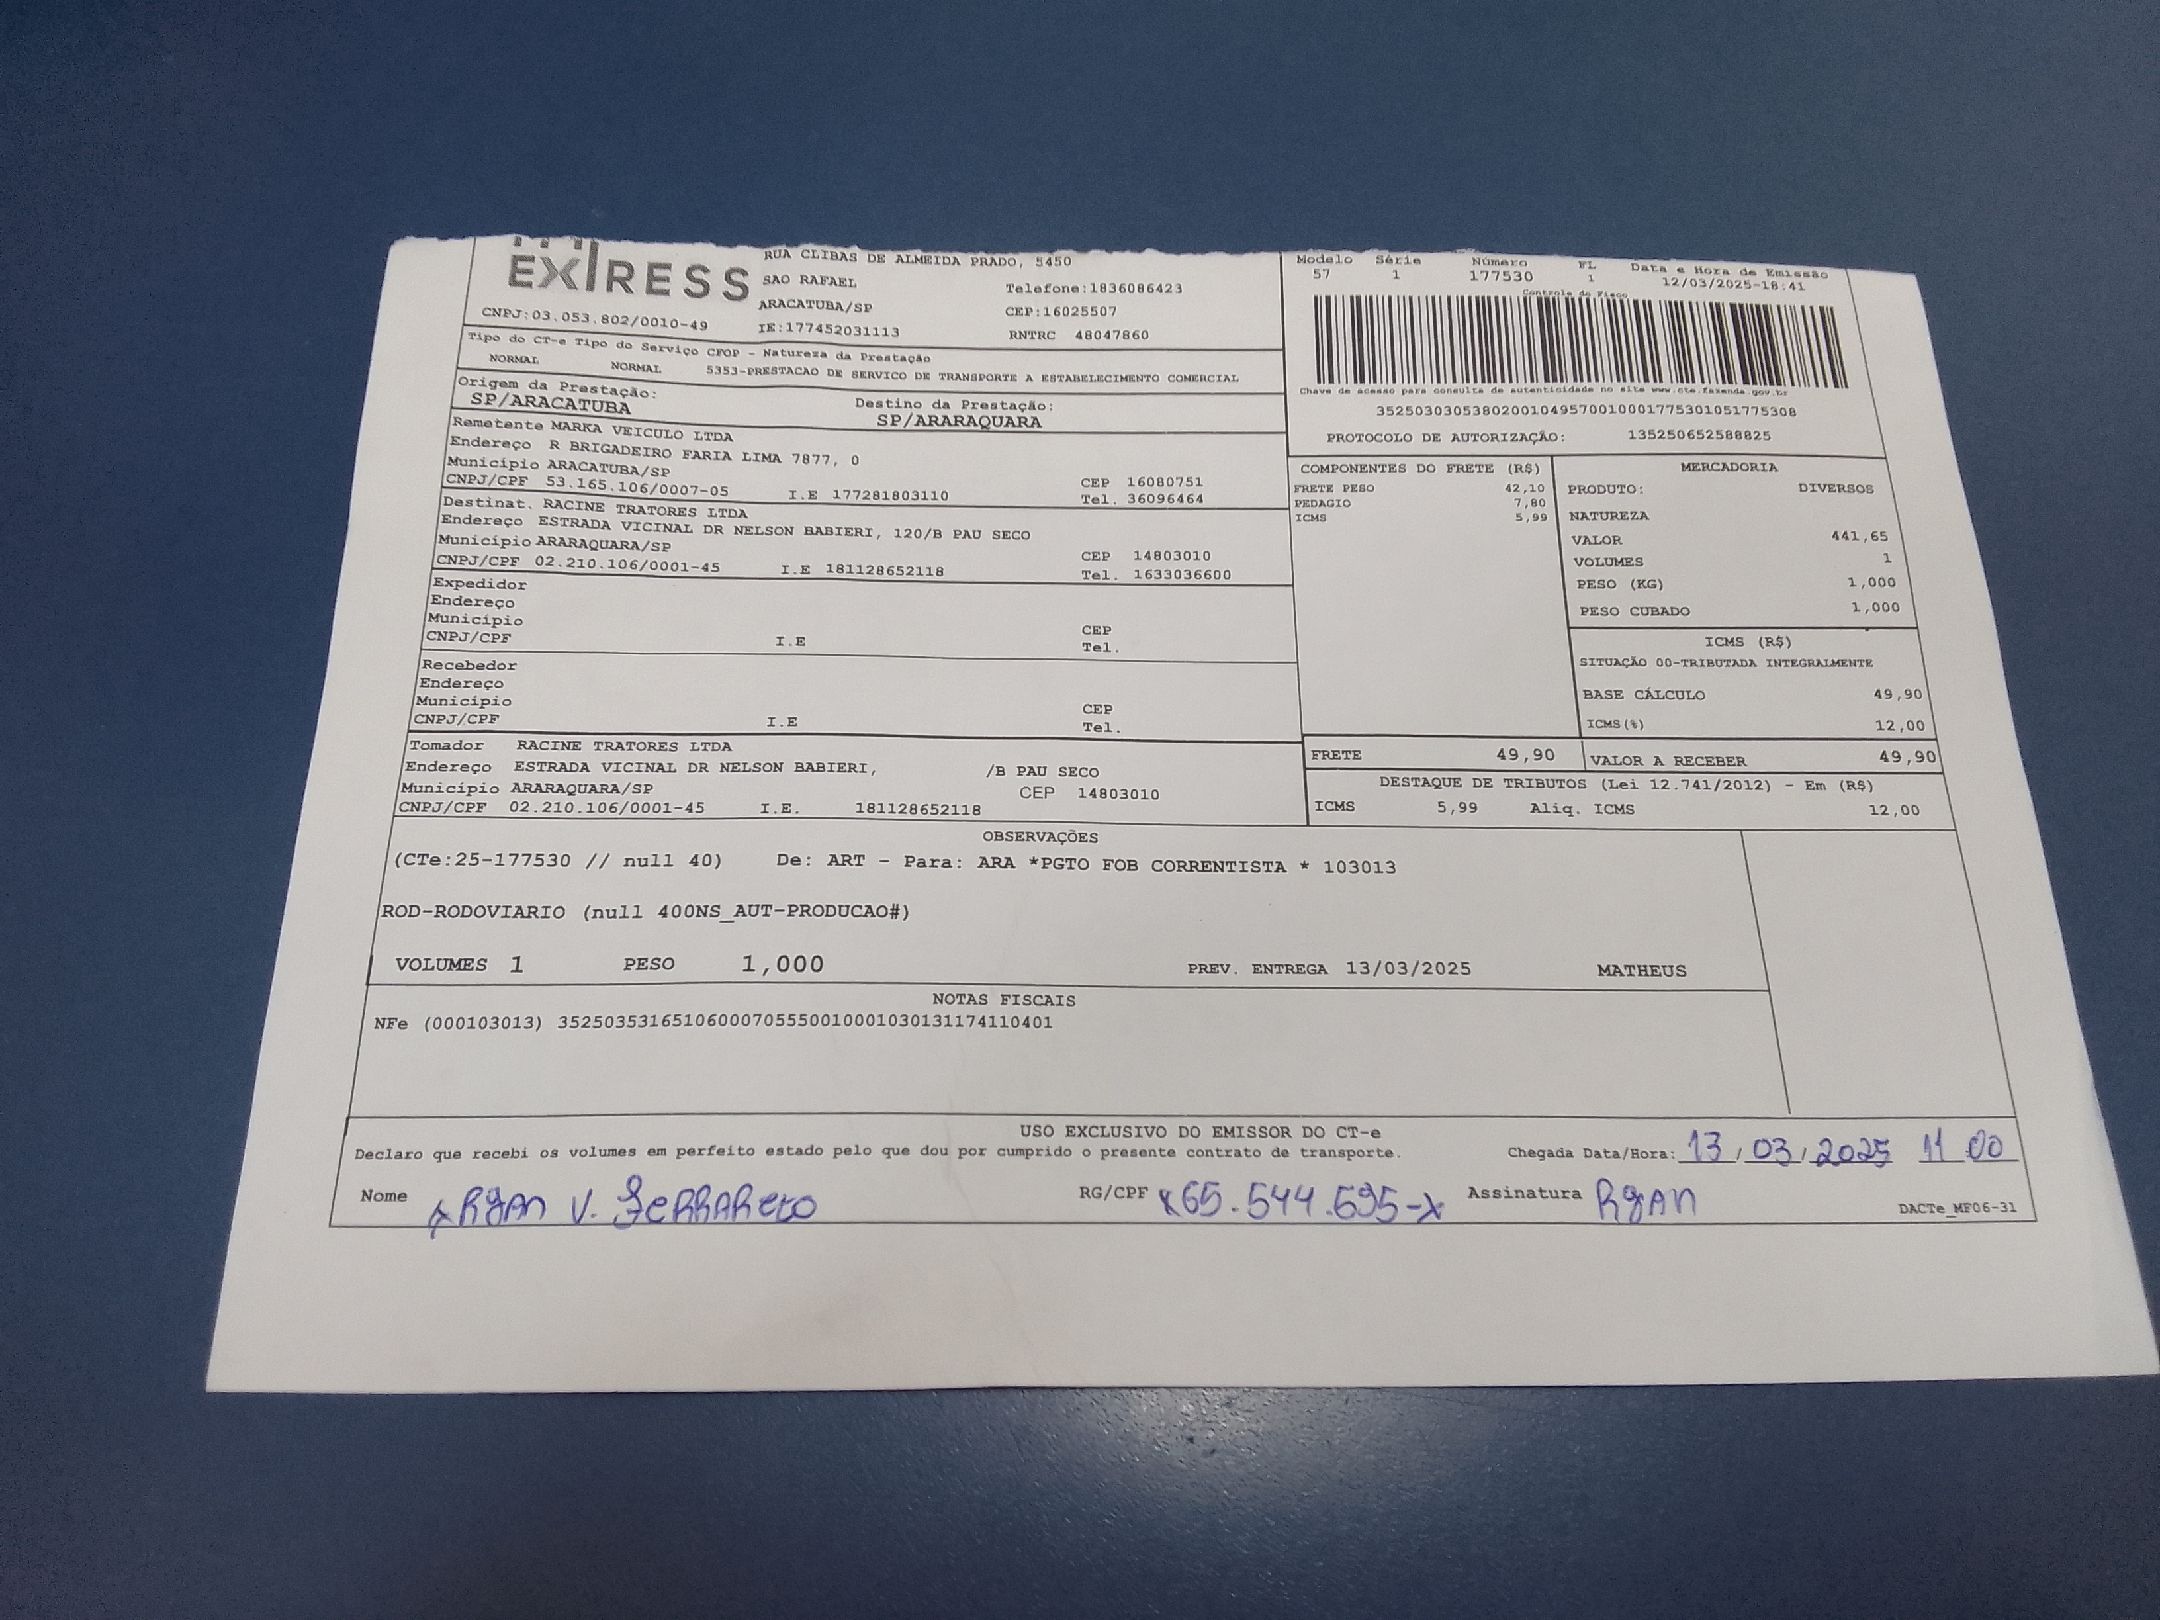 EXPRESS
RUA CLIBAS DE ALMEIDA PRADO, 5450
SAO RAFAEL Telefone:1836086423
ARACATUBA/SP CEP:16025507
CNPJ:03.053.802/0010-49 IE:177452031113 RNTRC 48047860
Modelo Série Número FL Data e Hora de Emissão
57 1 177530 1 12/03/2025-18:41
Controle do Fisco
Chave de acesso para consulta de autenticidade no site www.cte.fazenda.gov.br
35250303053802001049570010001775301051775308
PROTOCOLO DE AUTORIZAÇÃO: 135250652588825
Tipo do CT-e Tipo do Serviço CFOP - Natureza da Prestação
NORMAL NORMAL 5353-PRESTACAO DE SERVICO DE TRANSPORTE A ESTABELECIMENTO COMERCIAL
Origem da Prestação: Destino da Prestação:
SP/ARACATUBA SP/ARARAQUARA
Remetente MARKA VEICULO LTDA
Endereço R BRIGADEIRO FARIA LIMA 7877, 0
Município ARACATUBA/SP CEP 16080751
CNPJ/CPF 53.165.106/0007-05 I.E 177281803110 Tel. 36096464
Destinat. RACINE TRATORES LTDA
Endereço ESTRADA VICINAL DR NELSON BABIERI, 120/B PAU SECO
Município ARARAQUARA/SP CEP 14803010
CNPJ/CPF 02.210.106/0001-45 I.E 181128652118 Tel. 1633036600
Expedidor
Endereço
Município CEP
CNPJ/CPF I.E Tel.
Recebedor
Endereço
Município CEP
CNPJ/CPF I.E Tel.
Tomador RACINE TRATORES LTDA
Endereço ESTRADA VICINAL DR NELSON BABIERI, /B PAU SECO
Município ARARAQUARA/SP CEP 14803010
CNPJ/CPF 02.210.106/0001-45 I.E. 181128652118
COMPONENTES DO FRETE (R$)
FRETE PESO 42,10
PEDAGIO 7,80
ICMS 5,99
MERCADORIA
PRODUTO: DIVERSOS
NATUREZA
VALOR 441,65
VOLUMES 1
PESO (KG) 1,000
PESO CUBADO 1,000
ICMS (R$)
SITUAÇÃO 00-TRIBUTADA INTEGRALMENTE
BASE CÁLCULO 49,90
ICMS(%) 12,00
FRETE 49,90 VALOR A RECEBER 49,90
DESTAQUE DE TRIBUTOS (Lei 12.741/2012) - Em (R$)
ICMS 5,99 Aliq. ICMS 12,00
OBSERVAÇÕES
(CTe:25-177530 // null 40) De: ART - Para: ARA *PGTO FOB CORRENTISTA * 103013
ROD-RODOVIARIO (null 400NS_AUT-PRODUCAO#)
VOLUMES 1 PESO 1,000 PREV. ENTREGA 13/03/2025 MATHEUS
NOTAS FISCAIS
NFe (000103013) 35250353165106000705550010001030131174110401
USO EXCLUSIVO DO EMISSOR DO CT-e
Declaro que recebi os volumes em perfeito estado pelo que dou por cumprido o presente contrato de transporte. Chegada Data/Hora: 13/03/2025 11 00
Nome x Ryan V. Ferrareto RG/CPF x 65.544.695-x Assinatura Ryan
DACTe_MF06-31